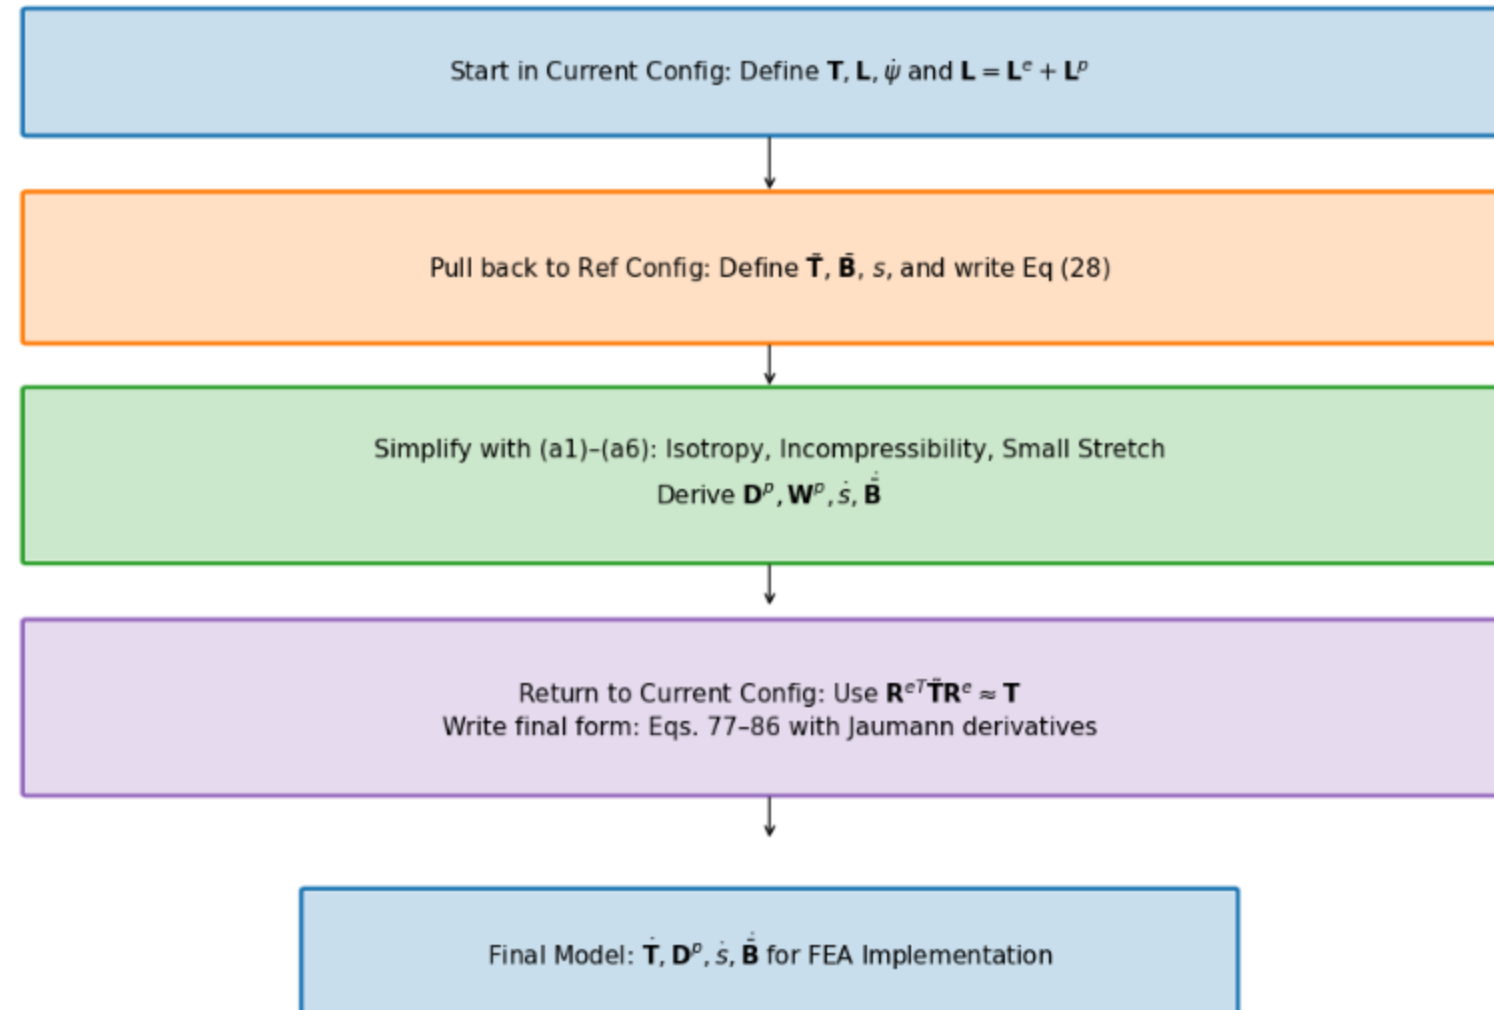 Start in Current Config: Define 𝐓, 𝐋, ψ̇ and 𝐋 = 𝐋ᵉ + 𝐋ᵖ
Pull back to Ref Config: Define 𝐓̄, 𝐁̄, s, and write Eq (28)
Simplify with (a1)–(a6): Isotropy, Incompressibility, Small Stretch
Derive 𝐃ᵖ, 𝐖ᵖ, ṡ, 𝐁̄̇
Return to Current Config: Use 𝐑ᵉᵀ𝐓̄𝐑ᵉ ≈ 𝐓
Write final form: Eqs. 77–86 with Jaumann derivatives
Final Model: 𝐓̇, 𝐃ᵖ, ṡ, 𝐁̄̇ for FEA Implementation